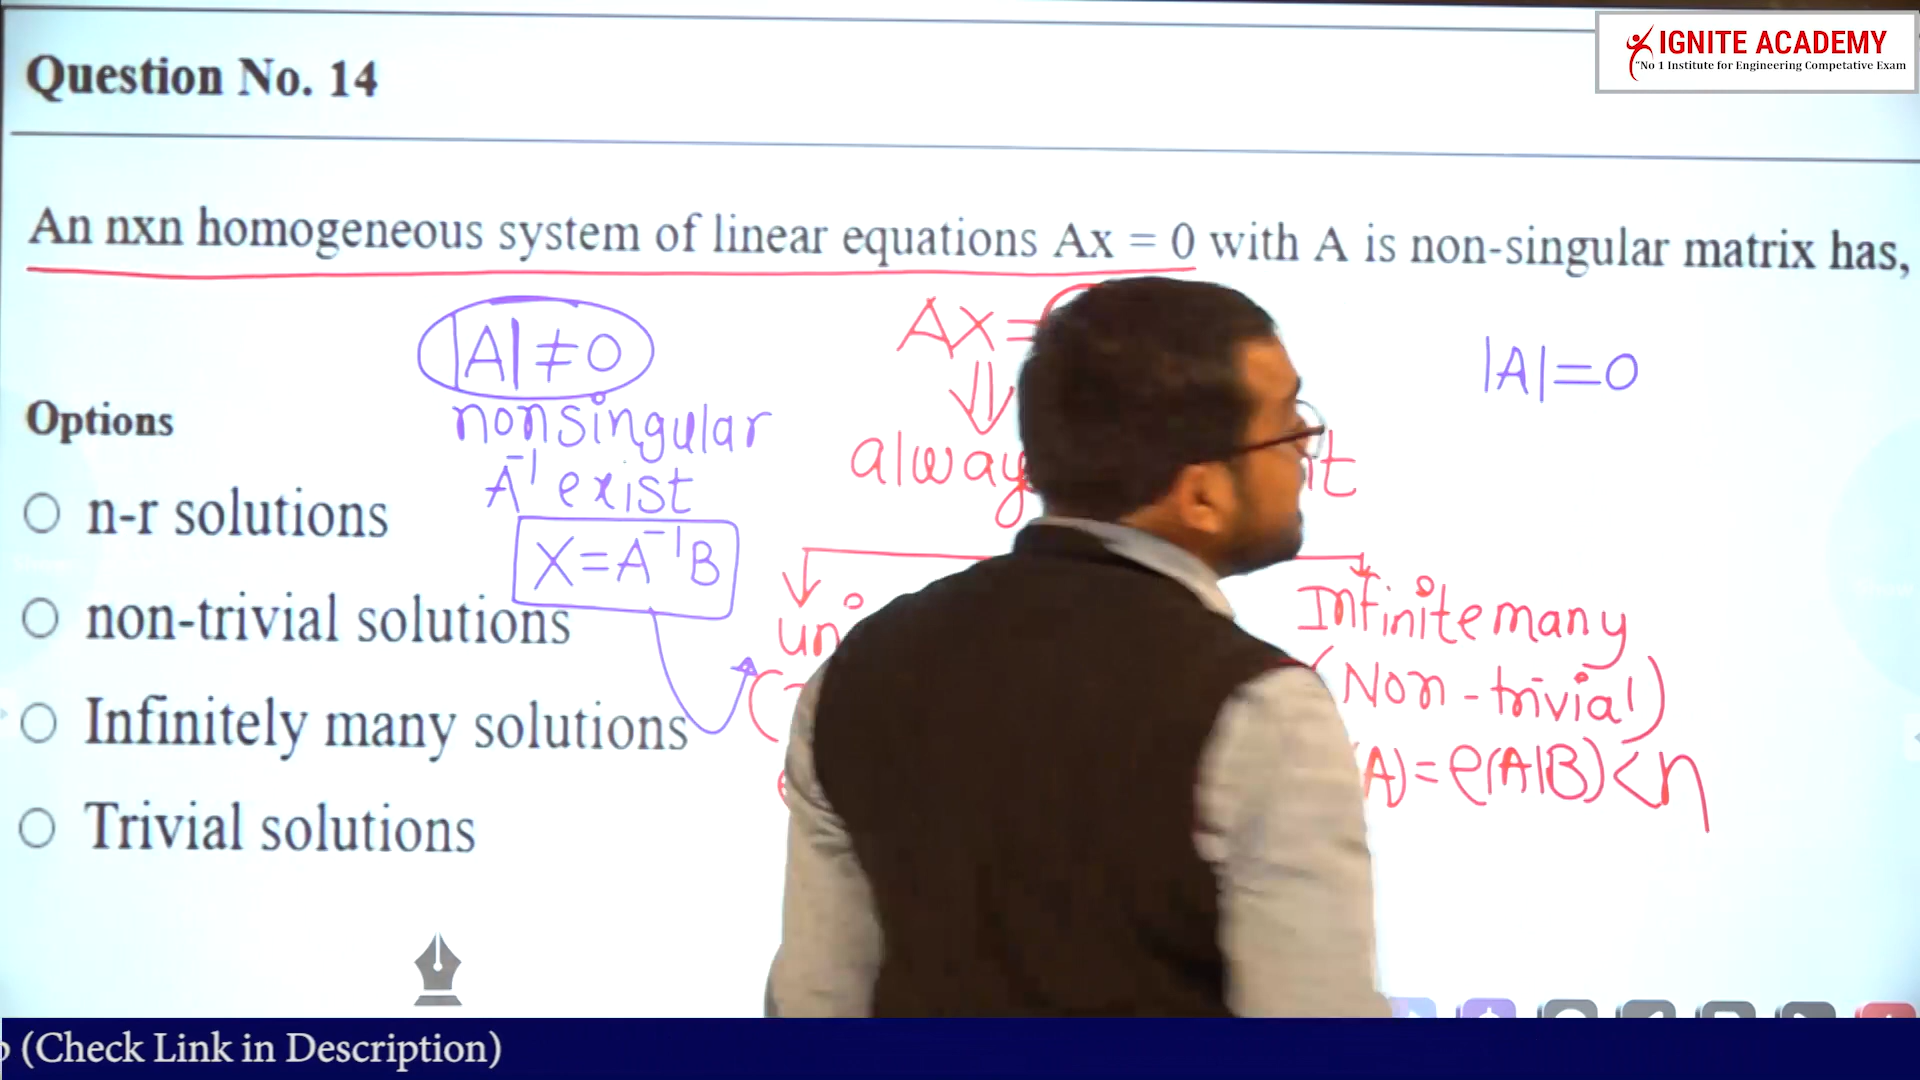 IGNITE ACADEMY
"No 1 Institute for Engineering Competative Exam
Question No. 14
An nxn homogeneous system of linear equations Ax = 0 with A is non-singular matrix has,
|A| ≠ 0
nonsingular
A⁻¹ exist
X = A⁻¹B
Ax =
|A| = 0
Infinite many
(Non-trivial)
A) = ρ(A|B) < n
Options
n-r solutions
non-trivial solutions
Infinitely many solutions
Trivial solutions
(Check Link in Description)